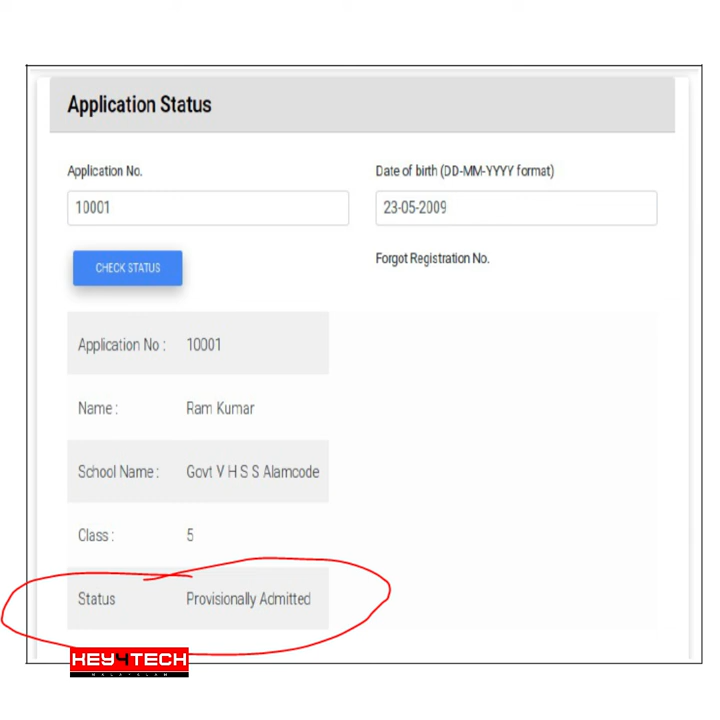 Application Status
Application No.
Date of birth (DD-MM-YYYY format)
10001
23-05-2009
CHECK STATUS
Forgot Registration No.
Application No : 10001
Name : Ram Kumar
School Name : Govt V H S S Alamcode
Class : 5
Status Provisionally Admitted
HEY4TECH
MALAYALAM